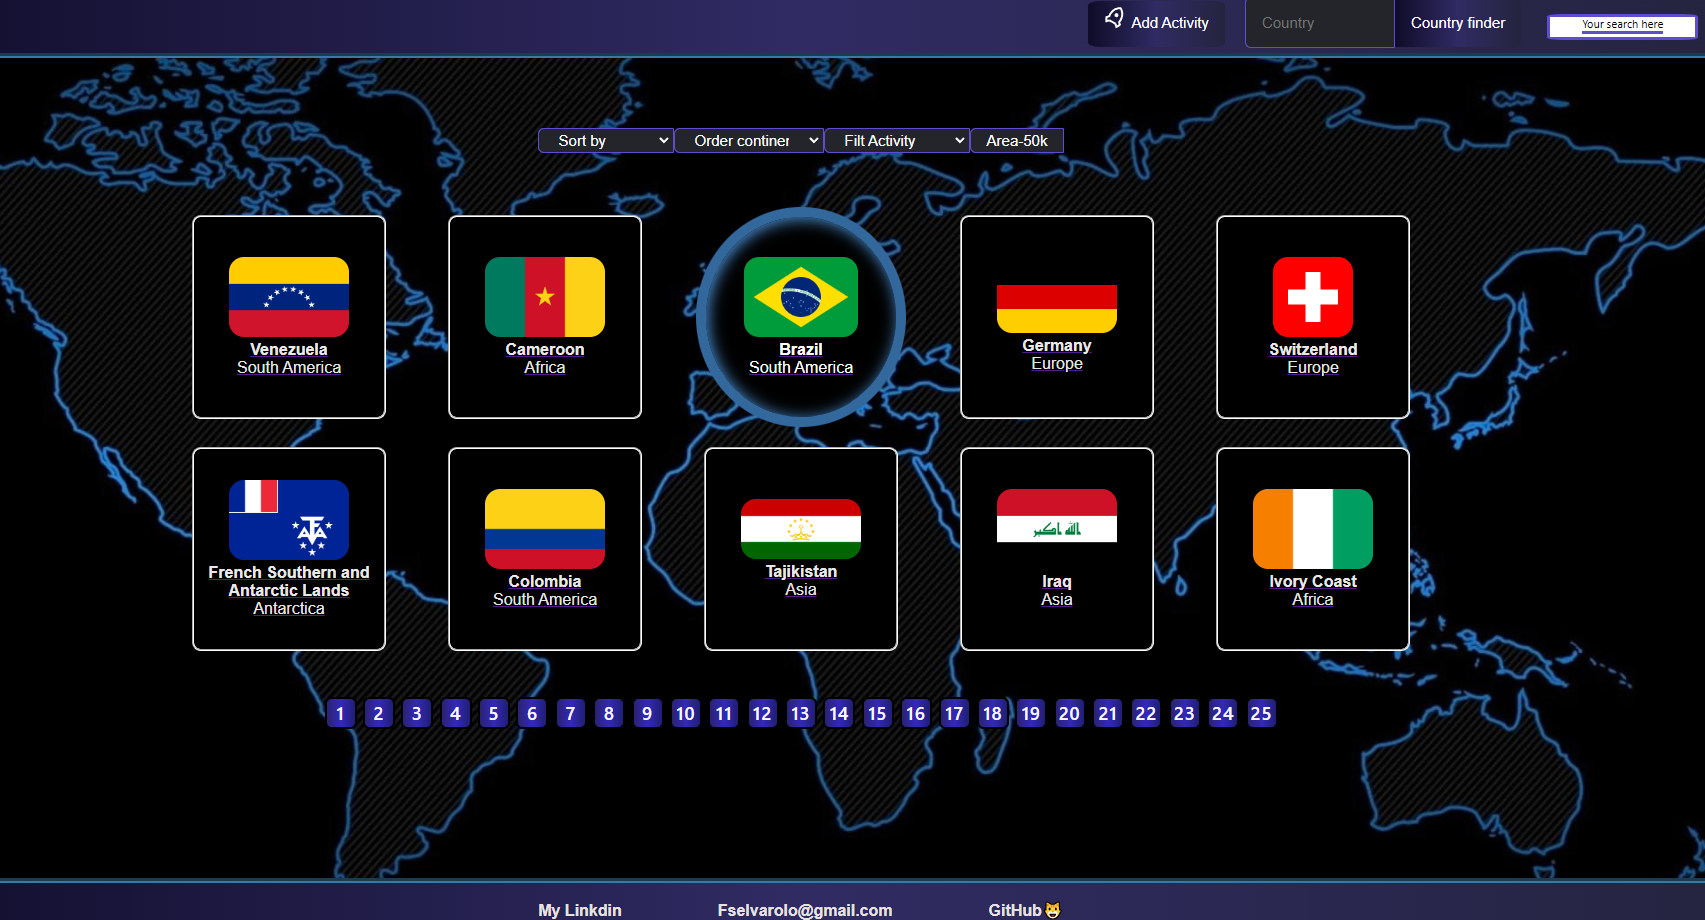 Add Activity
Country
Country finder
Your search here
Sort by
Order continer
Filt Activity
Area-50k
Venezuela
South America
Cameroon
Africa
Brazil
South America
Germany
Europe
Switzerland
Europe
French Southern and
Antarctic Lands
Antarctica
Colombia
South America
Tajikistan
Asia
الله اكبر
Iraq
Asia
Ivory Coast
Africa
1 2 3 4 5 6 7 8 9 10 11 12 13 14 15 16 17 18 19 20 21 22 23 24 25
My Linkdin
Fselvarolo@gmail.com
GitHub